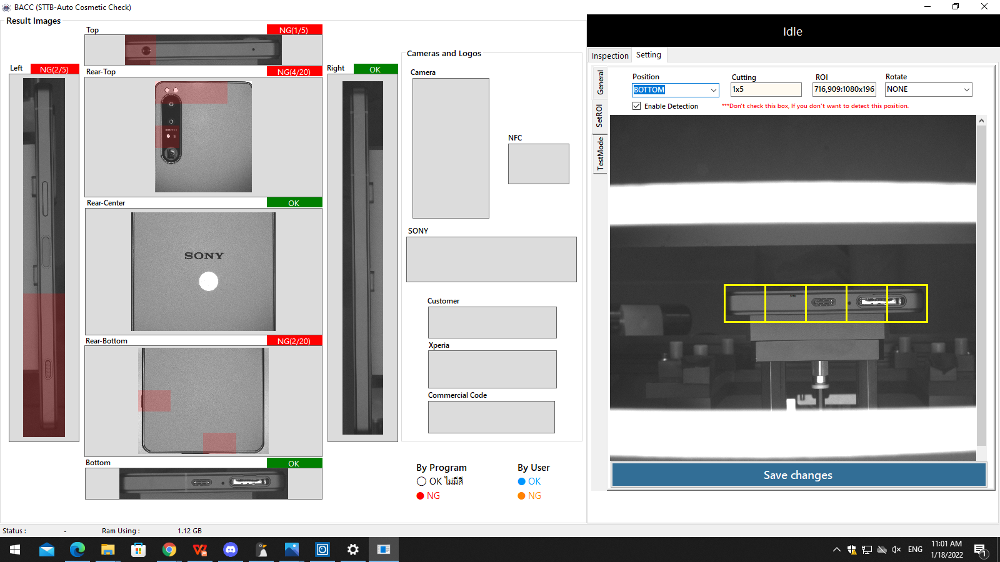 BACC (STTB-Auto Cosmetic Check)
Result Images
Top
NG(1/5)
Left
NG(2/5)
Rear-Top
NG(4/20)
Right
OK
Rear-Center
OK
SONY
Rear-Bottom
NG(2/20)
Bottom
OK
Cameras and Logos
Camera
NFC
SONY
Customer
Xperia
Commercial Code
By Program
OK ไม่มีสี
NG
By User
OK
NG
Idle
Inspection
Setting
General
SetROI
TestMode
Position
BOTTOM
Cutting
1x5
ROI
716,909:1080x196
Rotate
NONE
Enable Detection
***Don't check this box, If you don't want to detect this position.
Save changes
Status :
-
Ram Using :
1.12 GB
ENG
11:01 AM
1/18/2022
1